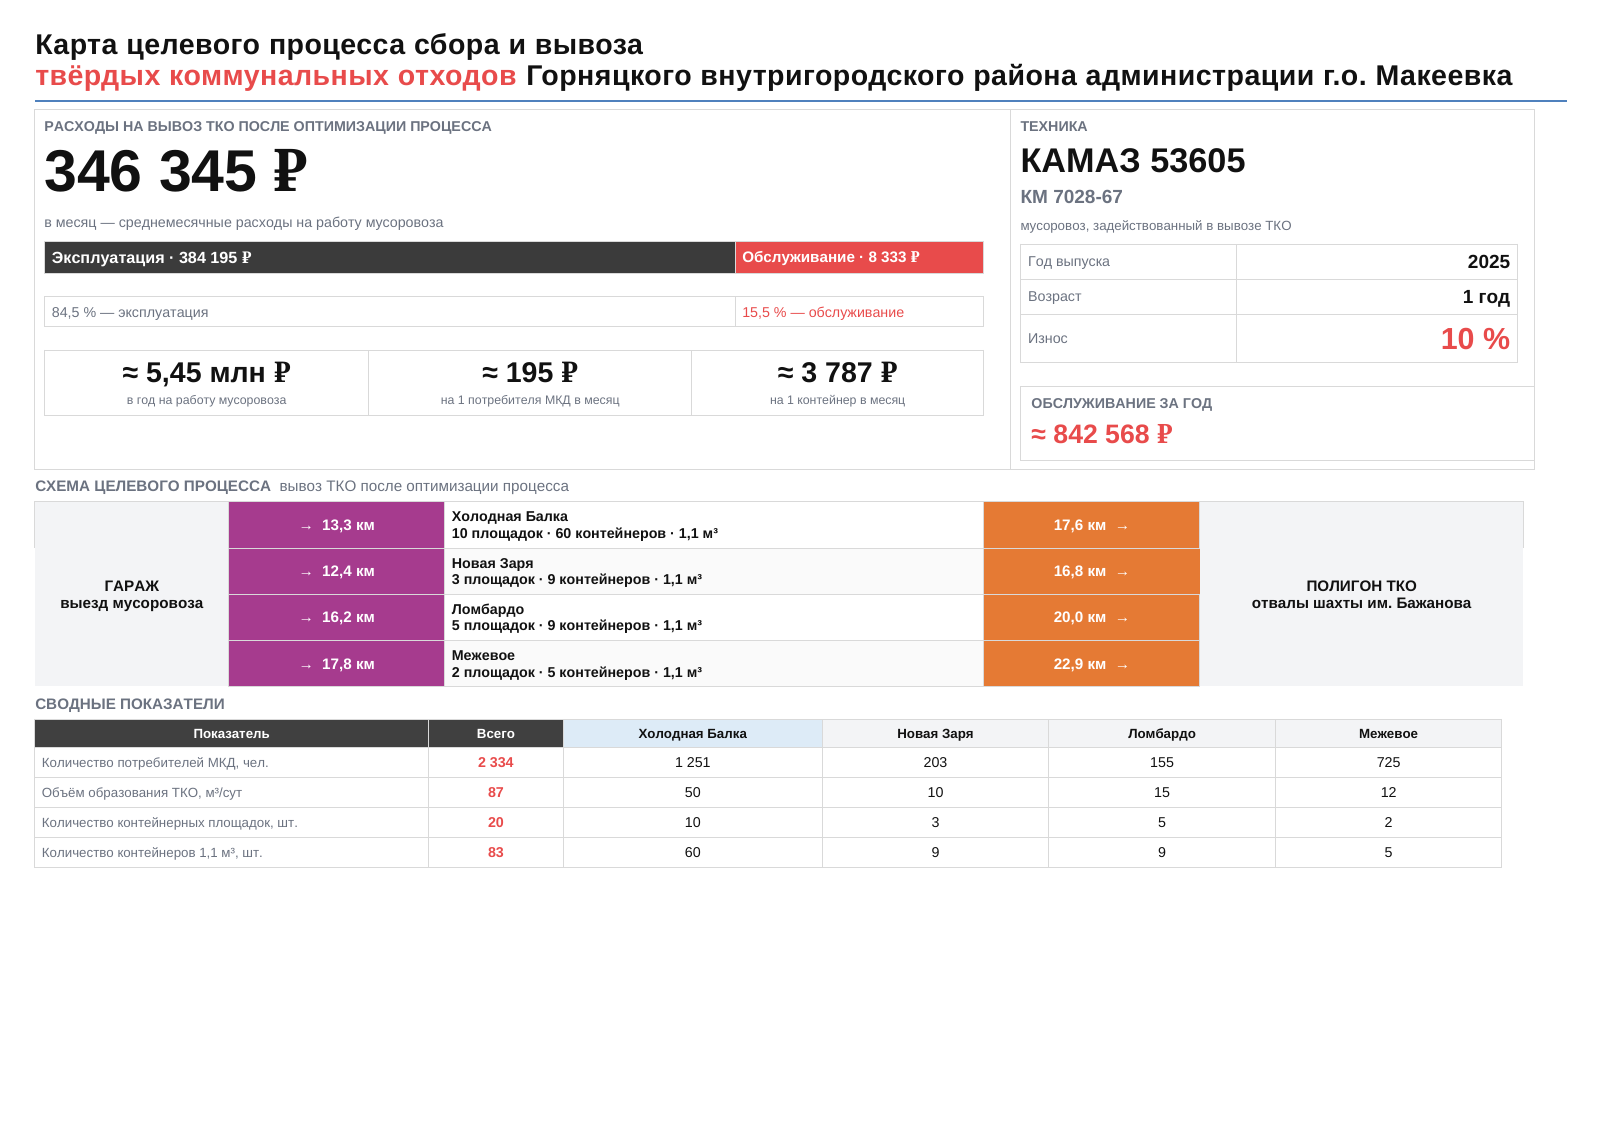 Карта целевого процесса сбора и вывоза
твёрдых коммунальных отходов Горняцкого внутригородского района администрации г.о. Макеевка
РАСХОДЫ НА ВЫВОЗ ТКО ПОСЛЕ ОПТИМИЗАЦИИ ПРОЦЕССА
346 345 ₽
в месяц — среднемесячные расходы на работу мусоровоза
Эксплуатация · 384 195 ₽
Обслуживание · 8 333 ₽
84,5 % — эксплуатация
15,5 % — обслуживание
≈ 5,45 млн ₽
в год на работу мусоровоза
≈ 195 ₽
на 1 потребителя МКД в месяц
≈ 3 787 ₽
на 1 контейнер в месяц
ТЕХНИКА
КАМАЗ 53605
КМ 7028-67
мусоровоз, задействованный в вывозе ТКО
Год выпуска 2025
Возраст 1 год
Износ 10 %
ОБСЛУЖИВАНИЕ ЗА ГОД
≈ 842 568 ₽
СХЕМА ЦЕЛЕВОГО ПРОЦЕССА вывоз ТКО после оптимизации процесса
ГАРАЖ
выезд мусоровоза
→ 13,3 км
Холодная Балка
10 площадок · 60 контейнеров · 1,1 м³
17,6 км →
→ 12,4 км
Новая Заря
3 площадок · 9 контейнеров · 1,1 м³
16,8 км →
→ 16,2 км
Ломбардо
5 площадок · 9 контейнеров · 1,1 м³
20,0 км →
→ 17,8 км
Межевое
2 площадок · 5 контейнеров · 1,1 м³
22,9 км →
ПОЛИГОН ТКО
отвалы шахты им. Бажанова
СВОДНЫЕ ПОКАЗАТЕЛИ
Показатель Всего Холодная Балка Новая Заря Ломбардо Межевое
Количество потребителей МКД, чел. 2 334 1 251 203 155 725
Объём образования ТКО, м³/сут 87 50 10 15 12
Количество контейнерных площадок, шт. 20 10 3 5 2
Количество контейнеров 1,1 м³, шт. 83 60 9 9 5